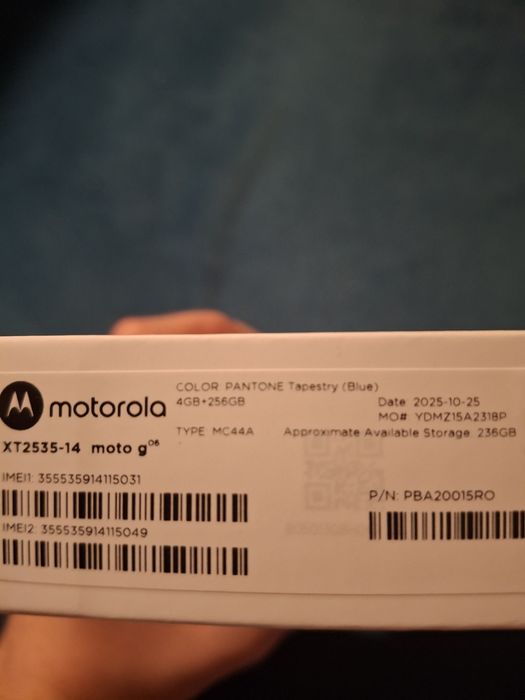 motorola
COLOR PANTONE Tapestry (Blue)
4GB+256GB
Date 2025-10-25
MO# YDMZ15A2318P
TYPE MC44A
Approximate Available Storage 236GB
XT2535-14 moto g06
IMEI1: 355535914115031
P/N: PBA20015RO
IMEI2: 355535914115049